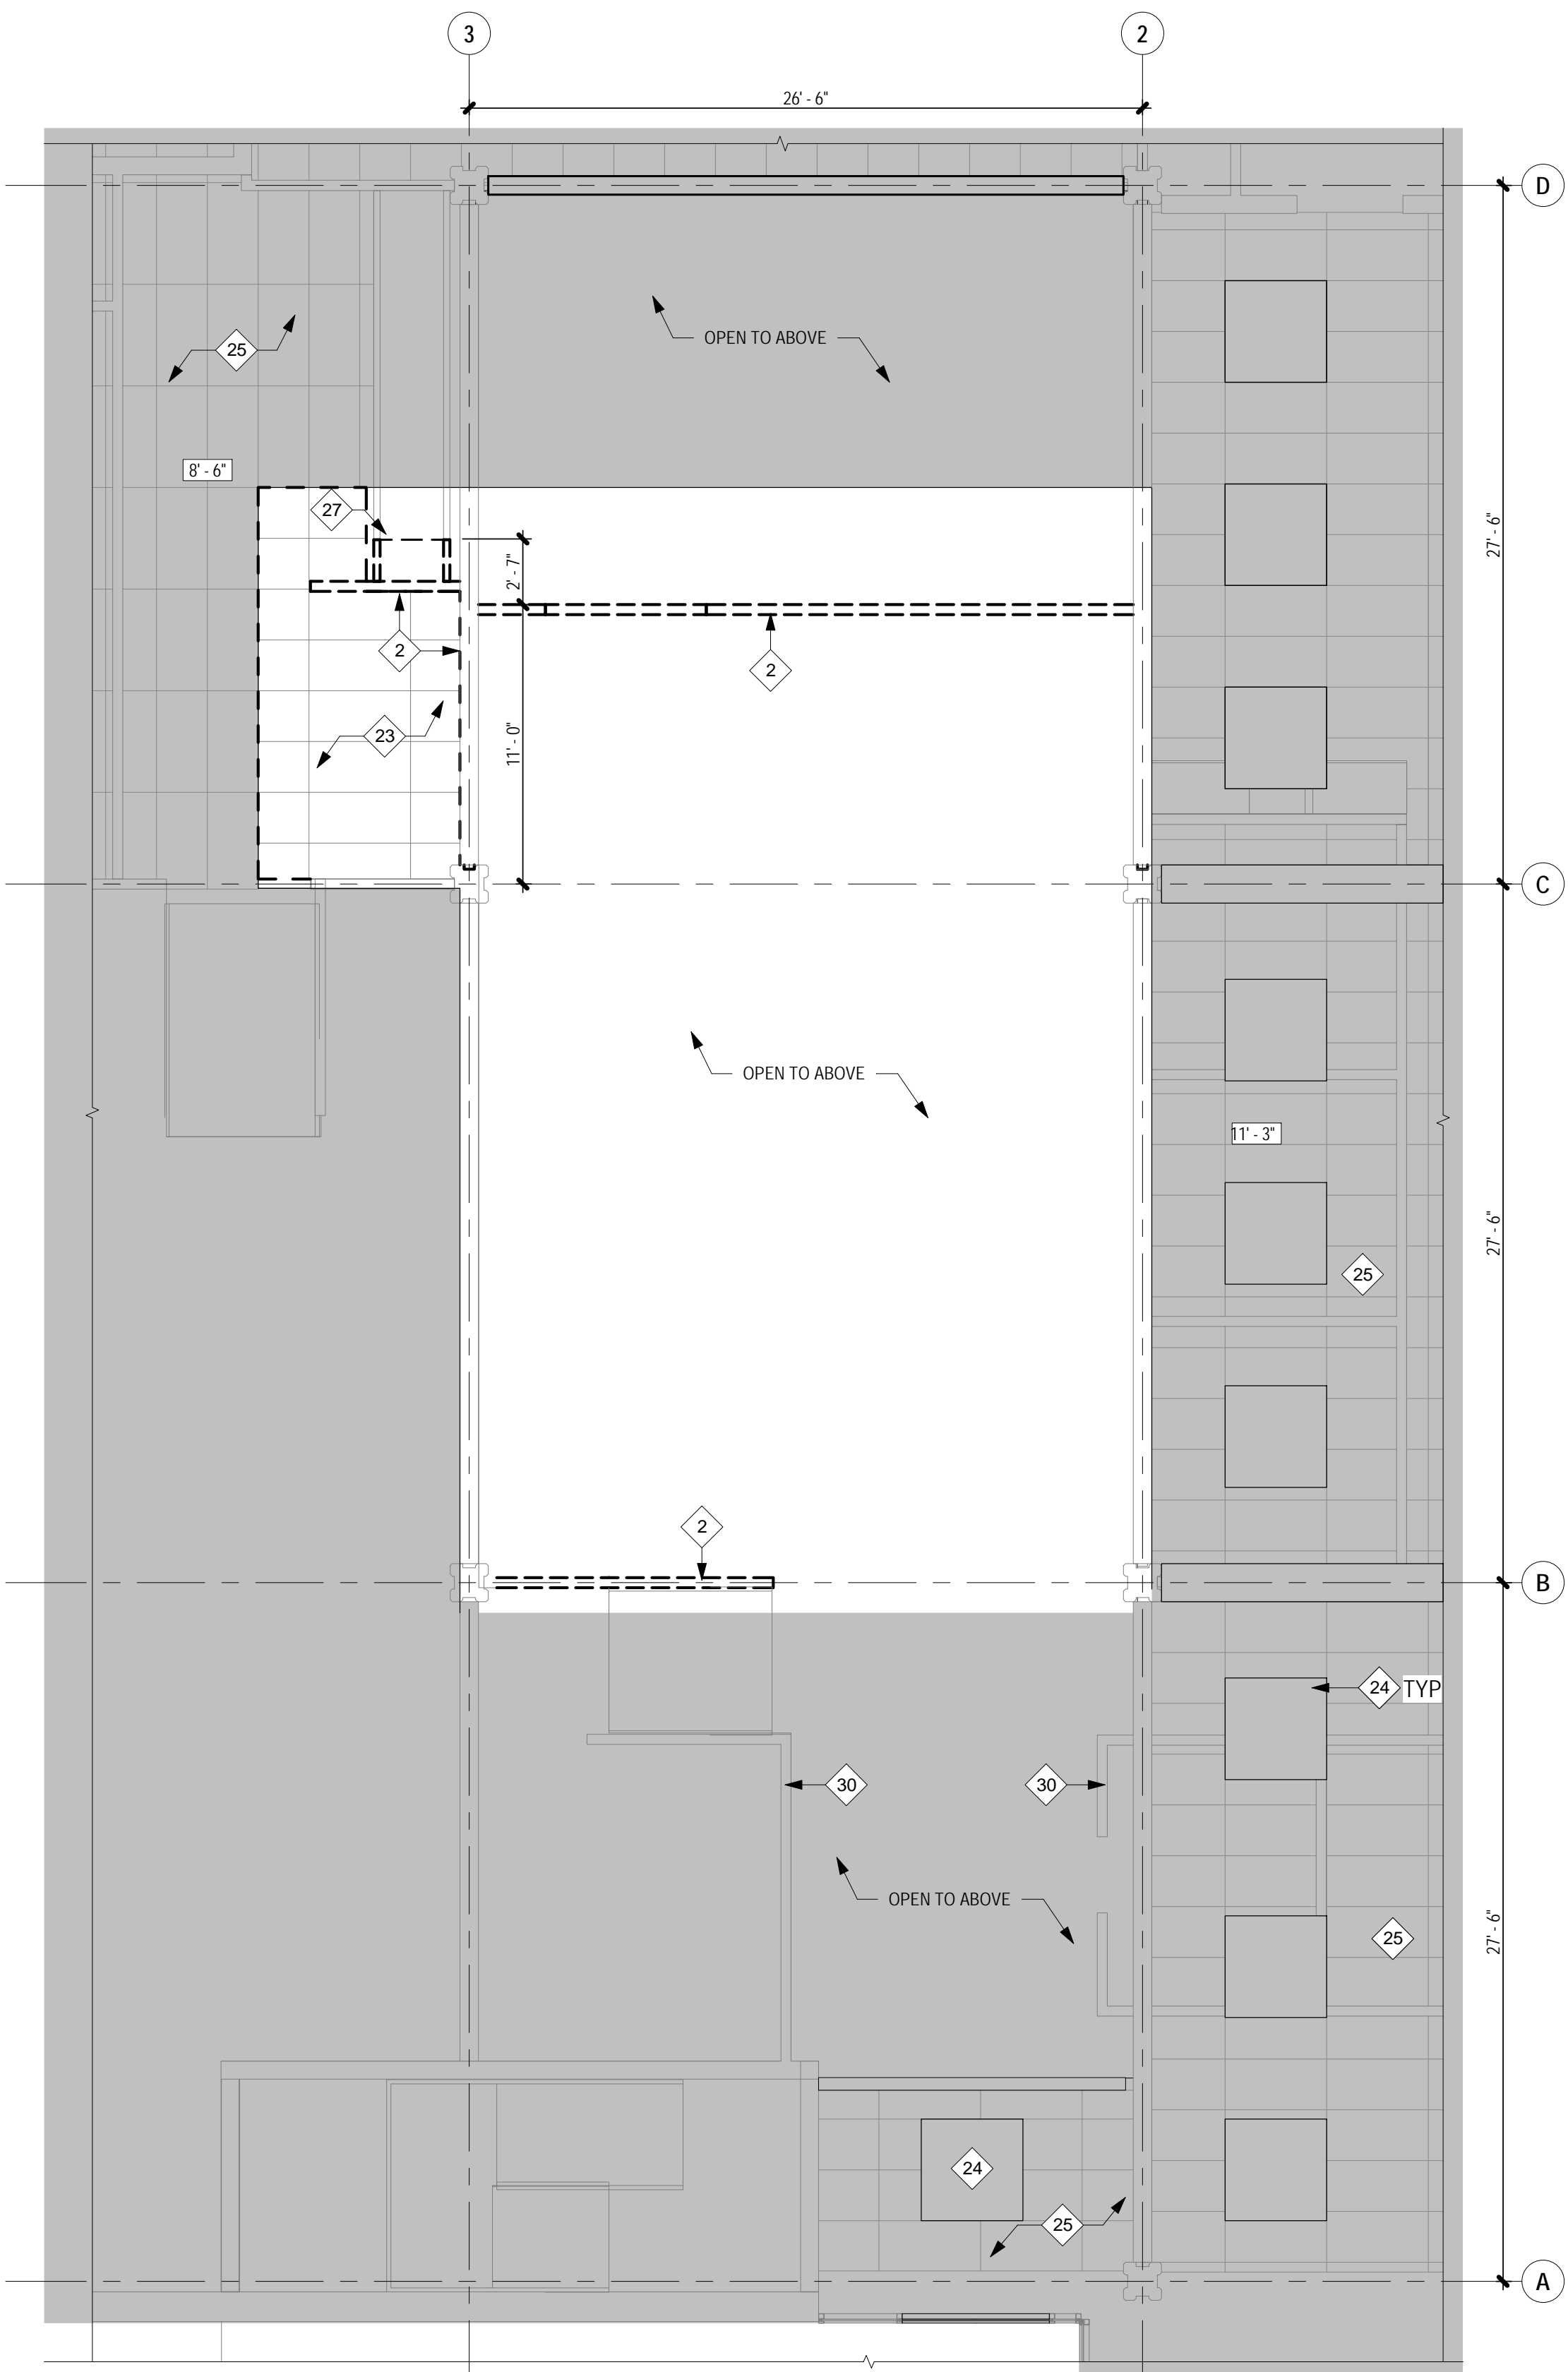 3
2
26' - 6"
D
OPEN TO ABOVE
25
8' - 6"
27
27' - 6"
2' - 7"
2
2
23
11' - 0"
C
OPEN TO ABOVE
11' - 3"
27' - 6"
25
2
B
24 TYP
30
30
OPEN TO ABOVE
25
27' - 6"
24
25
A